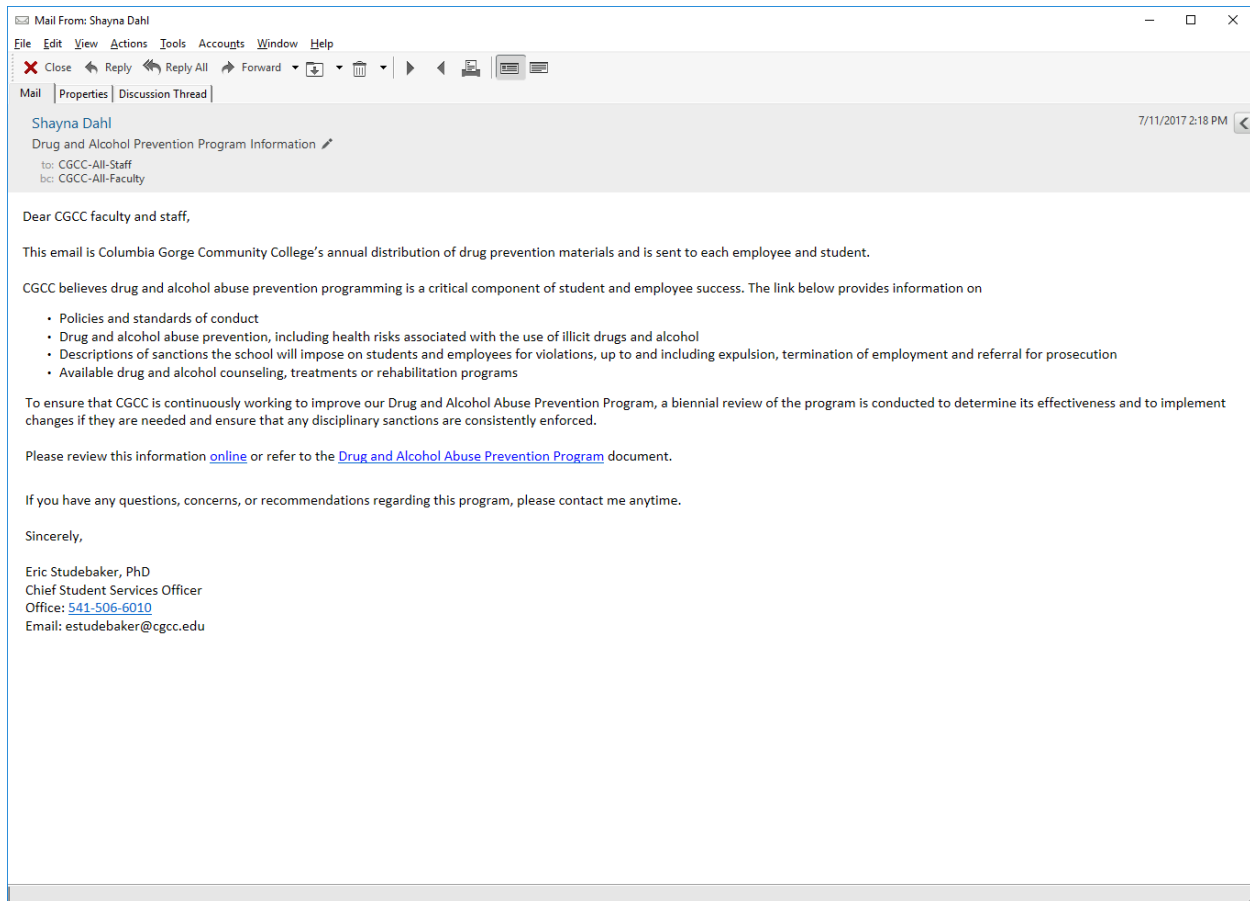 Mail From: Shayna Dahl
File Edit View Actions Tools Accounts Window Help
Close Reply Reply All Forward
Mail Properties Discussion Thread
Shayna Dahl 7/11/2017 2:18 PM
Drug and Alcohol Prevention Program Information
to: CGCC-All-Staff
bc: CGCC-All-Faculty
Dear CGCC faculty and staff,
This email is Columbia Gorge Community College's annual distribution of drug prevention materials and is sent to each employee and student.
CGCC believes drug and alcohol abuse prevention programming is a critical component of student and employee success. The link below provides information on
• Policies and standards of conduct
• Drug and alcohol abuse prevention, including health risks associated with the use of illicit drugs and alcohol
• Descriptions of sanctions the school will impose on students and employees for violations, up to and including expulsion, termination of employment and referral for prosecution
• Available drug and alcohol counseling, treatments or rehabilitation programs
To ensure that CGCC is continuously working to improve our Drug and Alcohol Abuse Prevention Program, a biennial review of the program is conducted to determine its effectiveness and to implement
changes if they are needed and ensure that any disciplinary sanctions are consistently enforced.
Please review this information online or refer to the Drug and Alcohol Abuse Prevention Program document.
If you have any questions, concerns, or recommendations regarding this program, please contact me anytime.
Sincerely,
Eric Studebaker, PhD
Chief Student Services Officer
Office: 541-506-6010
Email: estudebaker@cgcc.edu